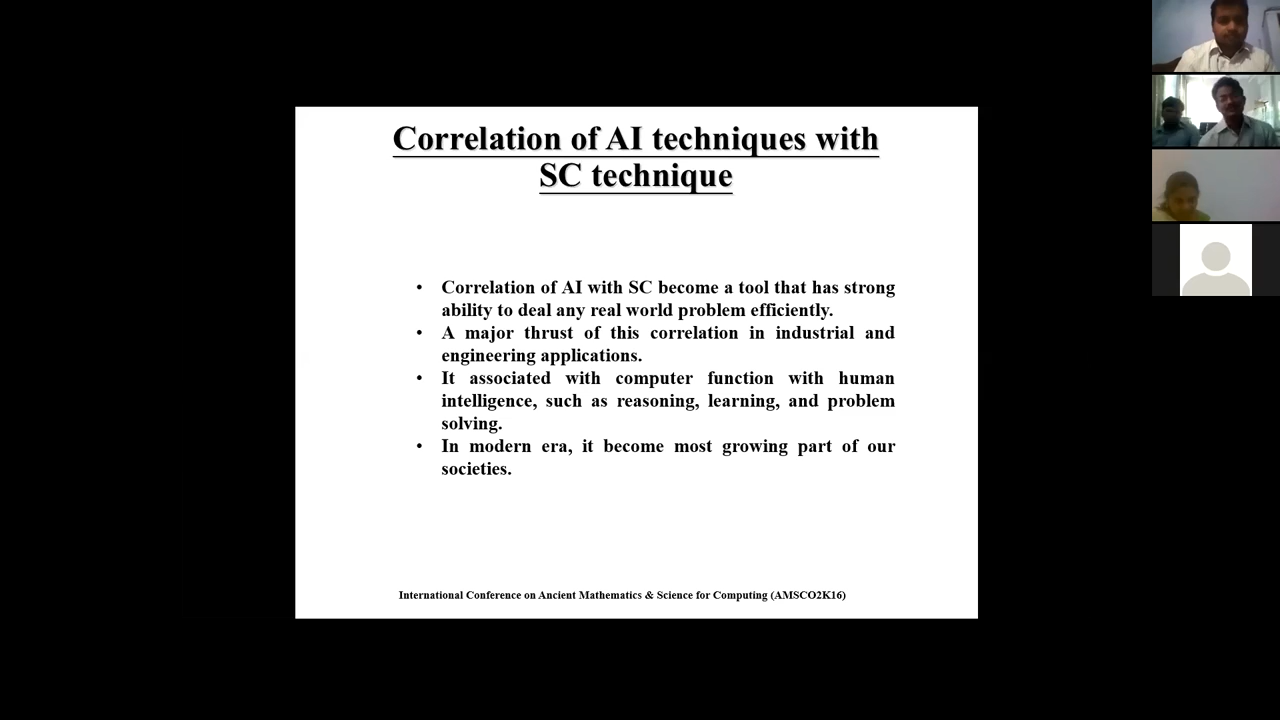 Correlation of AI techniques with
SC technique
• Correlation of AI with SC become a tool that has strong
ability to deal any real world problem efficiently.
• A major thrust of this correlation in industrial and
engineering applications.
• It associated with computer function with human
intelligence, such as reasoning, learning, and problem
solving.
• In modern era, it become most growing part of our
societies.
International Conference on Ancient Mathematics & Science for Computing (AMSCO2K16)